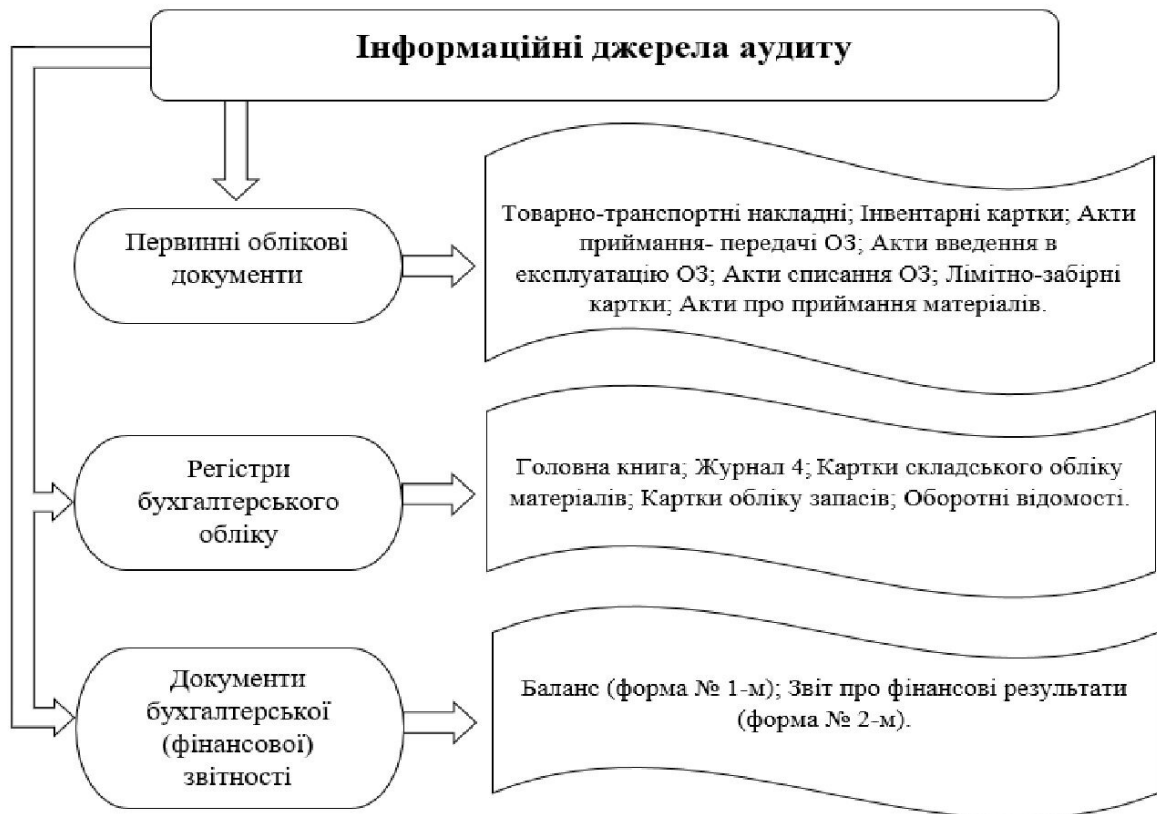 Інформаційні джерела аудиту
Первинні облікові
документи
Товарно-транспортні накладні; Інвентарні картки; Акти
приймання- передачі ОЗ; Акти введення в
експлуатацію ОЗ; Акти списання ОЗ; Лімітно-забірні
картки; Акти про приймання матеріалів.
Регістри
бухгалтерського
обліку
Головна книга; Журнал 4; Картки складського обліку
матеріалів; Картки обліку запасів; Оборотні відомості.
Документи
бухгалтерської
(фінансової)
звітності
Баланс (форма № 1-м); Звіт про фінансові результати
(форма № 2-м).